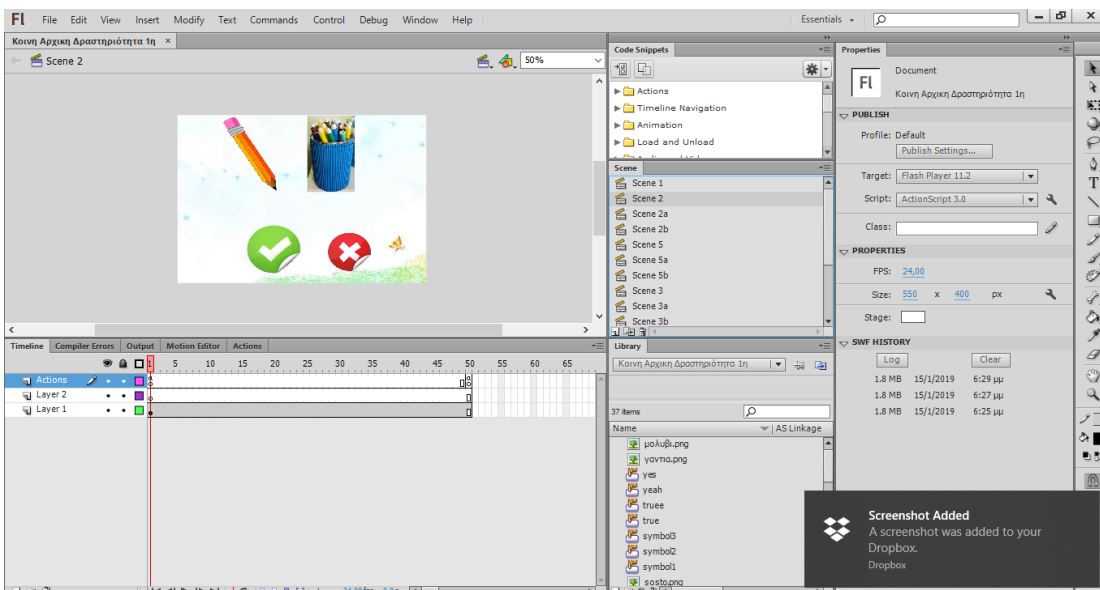 Fl File Edit View Insert Modify Text Commands Control Debug Window Help Essentials
Κοινη Αρχικη Δραστηριότητα 1η ×
Scene 2 50%
Code Snippets
Actions
Timeline Navigation
Animation
Load and Unload
Scene
Scene 1
Scene 2
Scene 2a
Scene 2b
Scene 5
Scene 5a
Scene 5b
Scene 3
Scene 3a
Scene 3b
Properties
Fl Document
Κοινη Αρχικη Δραστηριότητα 1η
PUBLISH
Profile: Default
Publish Settings...
Target: Flash Player 11.2
Script: ActionScript 3.0
Class:
PROPERTIES
FPS: 24,00
Size: 550 x 400 px
Stage:
SWF HISTORY
Log Clear
1.8 MB 15/1/2019 6:29 μμ
1.8 MB 15/1/2019 6:27 μμ
1.8 MB 15/1/2019 6:25 μμ
Timeline Compiler Errors Output Motion Editor Actions
1 5 10 15 20 25 30 35 40 45 50 55 60 65
Actions
Layer 2
Layer 1
Library
Κοινη Αρχικη Δραστηριότητα 1η
37 items
Name AS Linkage
μολυβι.png
γαντια.png
yes
yeah
truee
true
symbol3
symbol2
symbol1
sosto.png
Screenshot Added
A screenshot was added to your
Dropbox.
Dropbox